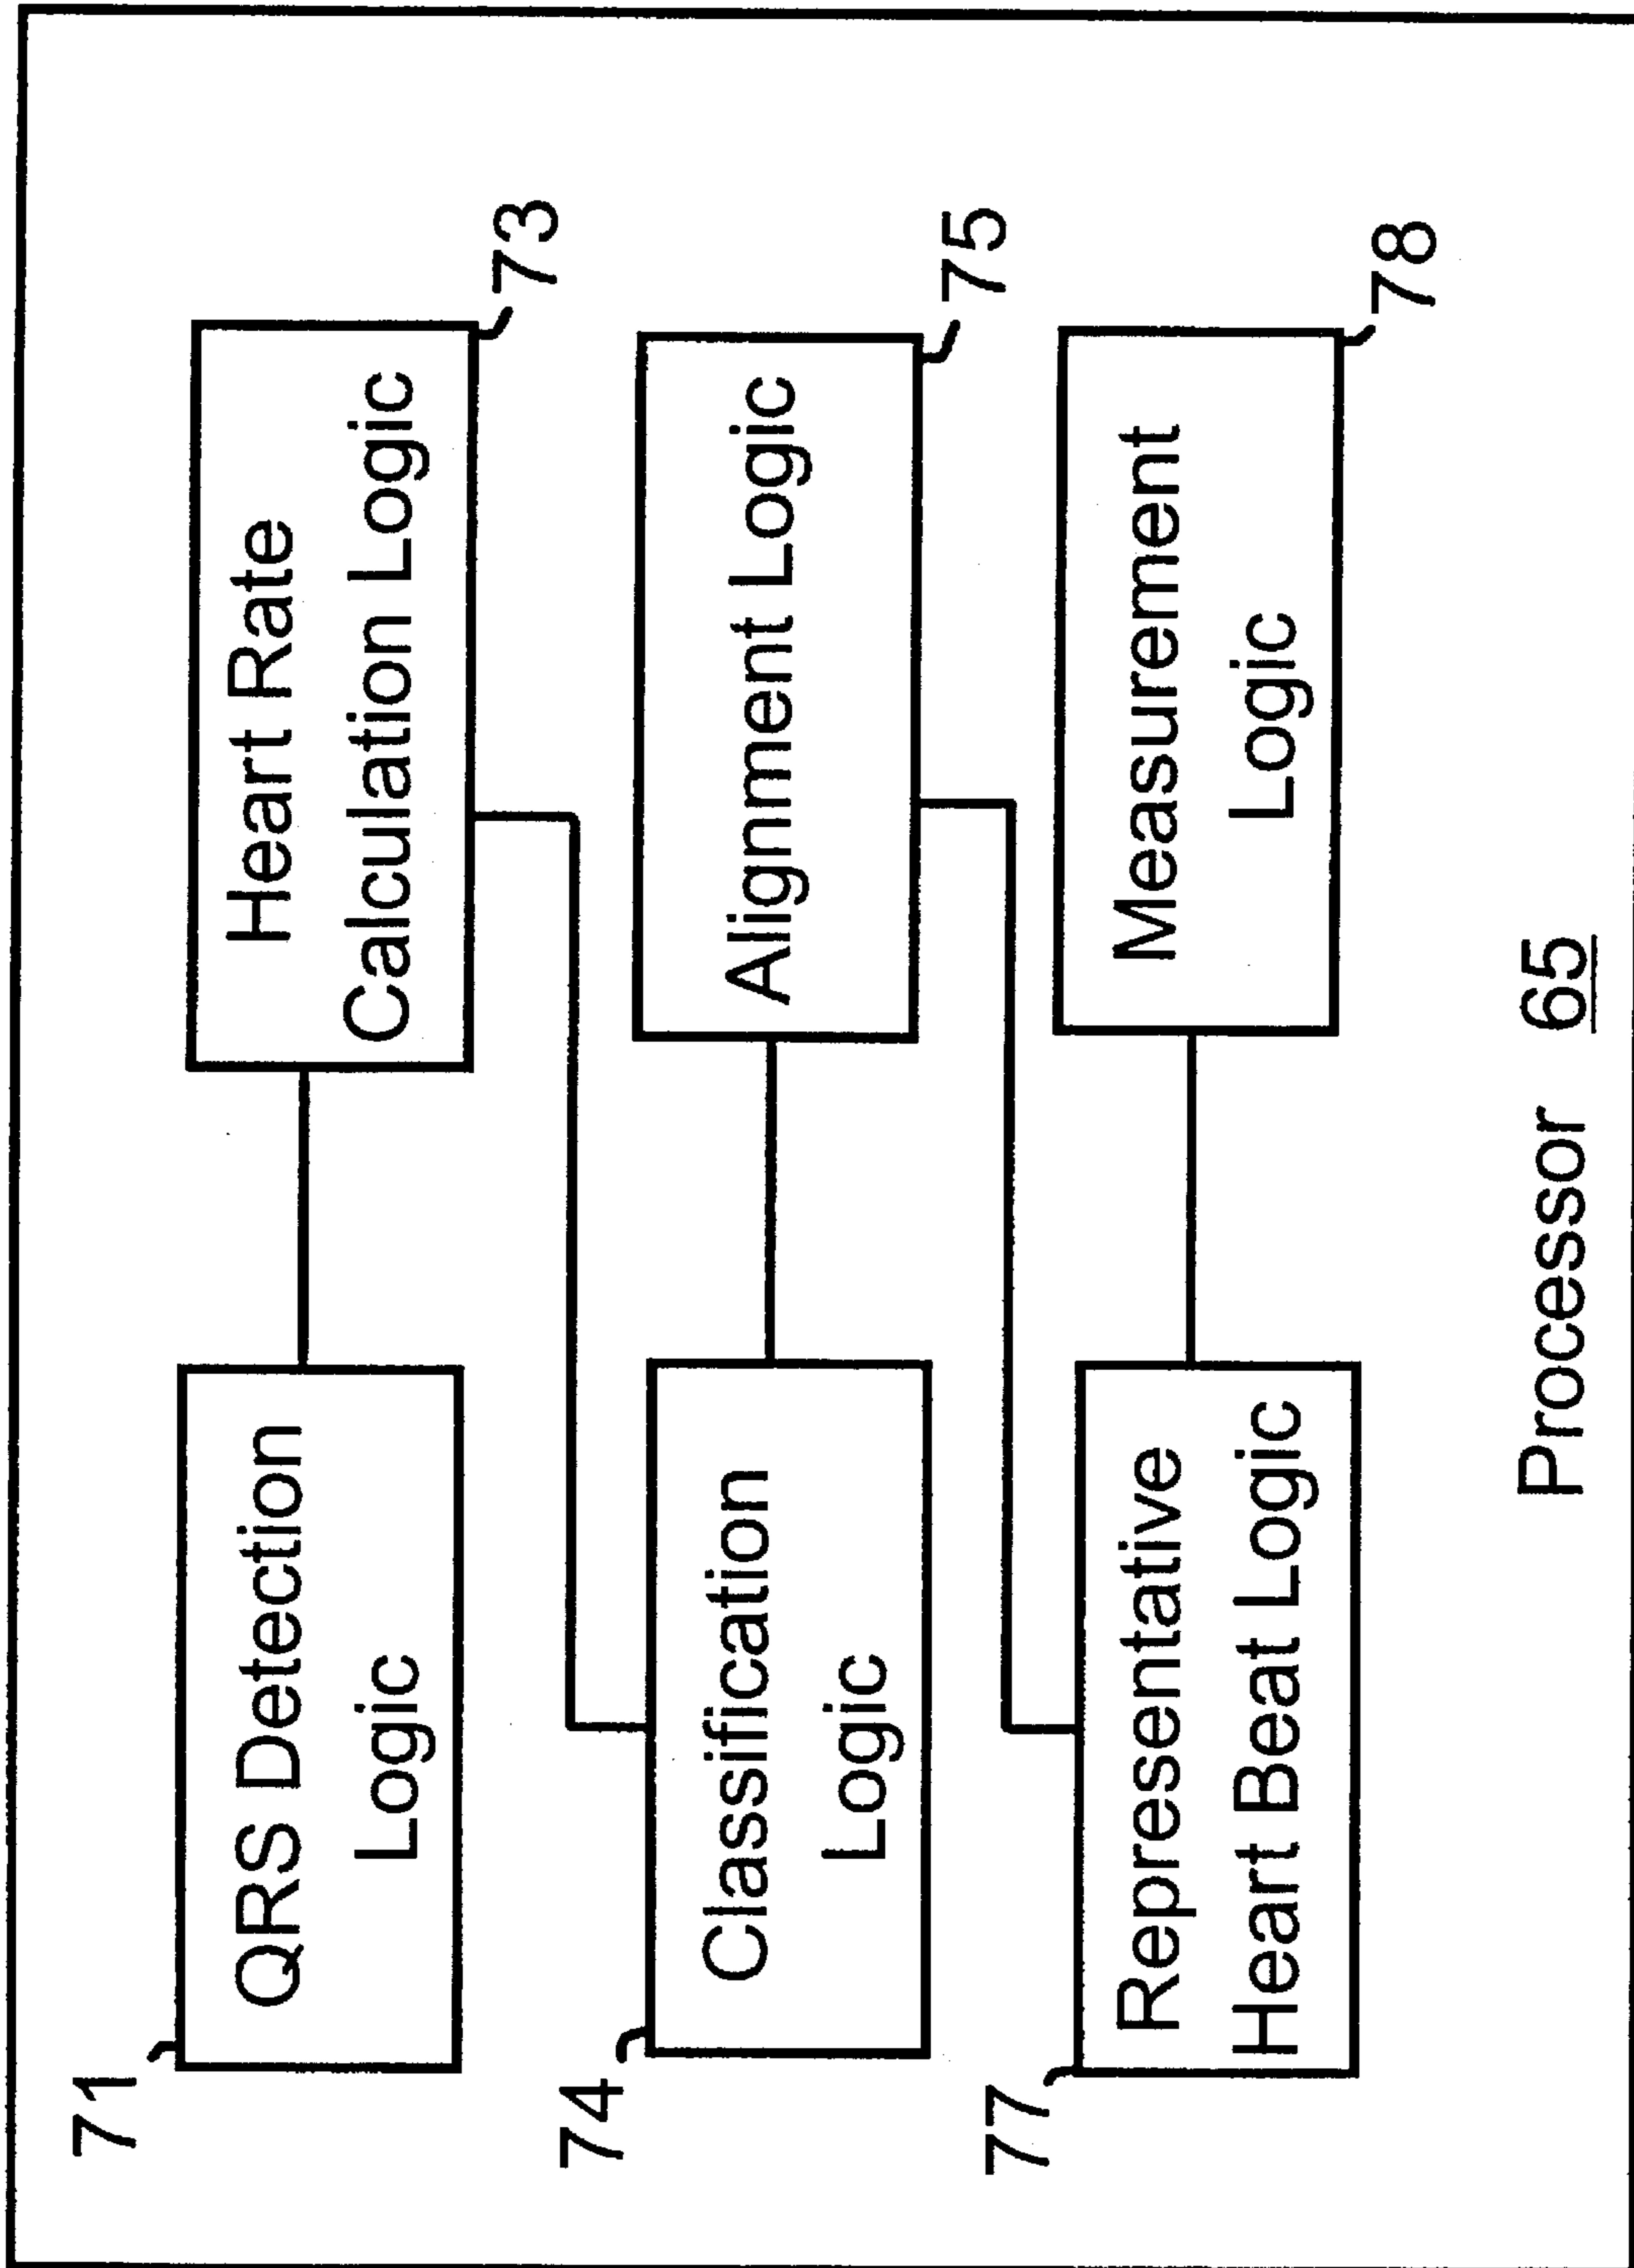 71
QRS Detection
Logic
Heart Rate
Calculation Logic
73
74
Classification
Logic
Alignment Logic
75
77
Representative
Heart Beat Logic
Measurement
Logic
78
Processor 65